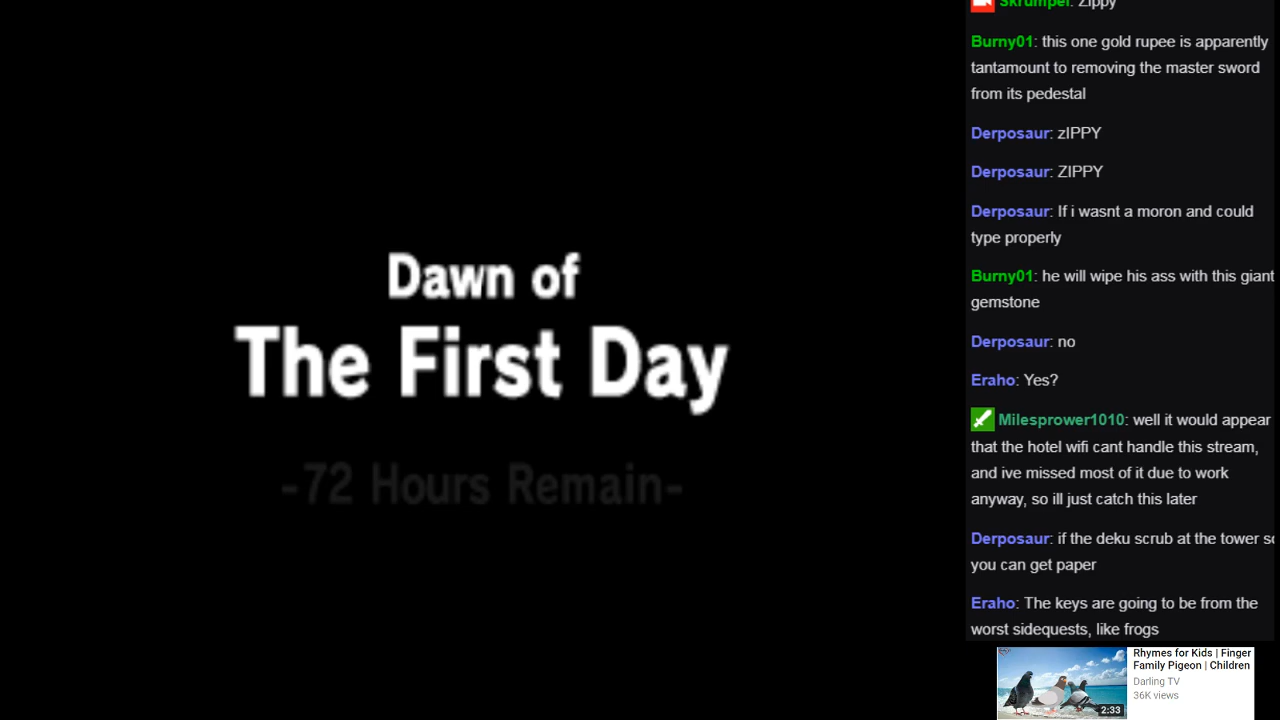 Dawn of
The First Day
-72 Hours Remain-
Skrumpel: Zippy
Burny01: this one gold rupee is apparently
tantamount to removing the master sword
from its pedestal
Derposaur: zIPPY
Derposaur: ZIPPY
Derposaur: If i wasnt a moron and could
type properly
Burny01: he will wipe his ass with this giant
gemstone
Derposaur: no
Eraho: Yes?
Milesprower1010: well it would appear
that the hotel wifi cant handle this stream,
and ive missed most of it due to work
anyway, so ill just catch this later
Derposaur: if the deku scrub at the tower so
you can get paper
Eraho: The keys are going to be from the
worst sidequests, like frogs
Rhymes for Kids | Finger
Family Pigeon | Children
Darling TV
36K views
2:33